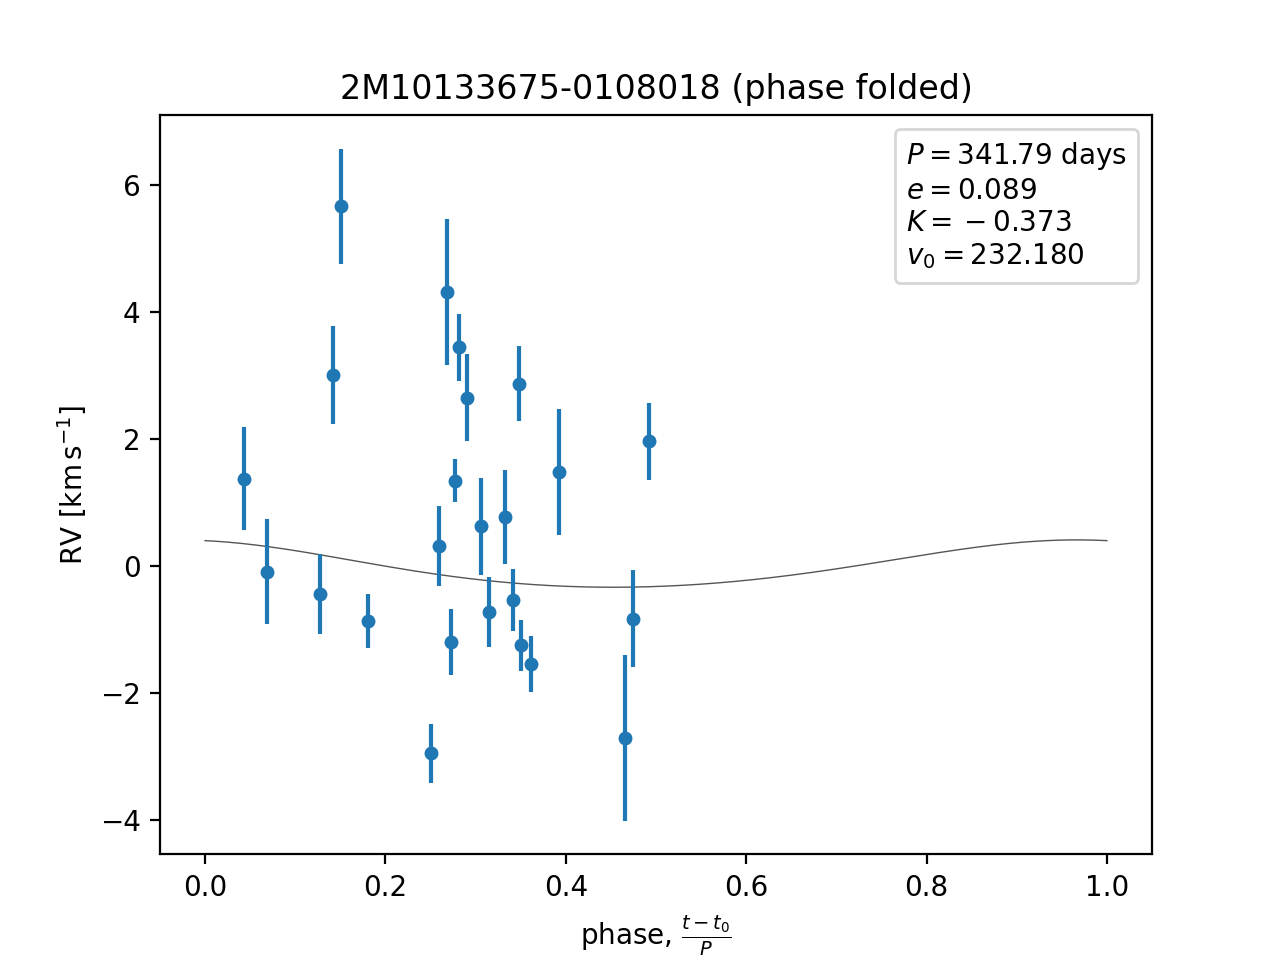 2M10133675-0108018 (phase folded)
P = 341.79 days
e = 0.089
K = −0.373
v₀ = 232.180
6
4
2
0
−2
−4
RV [km s⁻¹]
0.0 0.2 0.4 0.6 0.8 1.0
phase, (t − t₀)/P